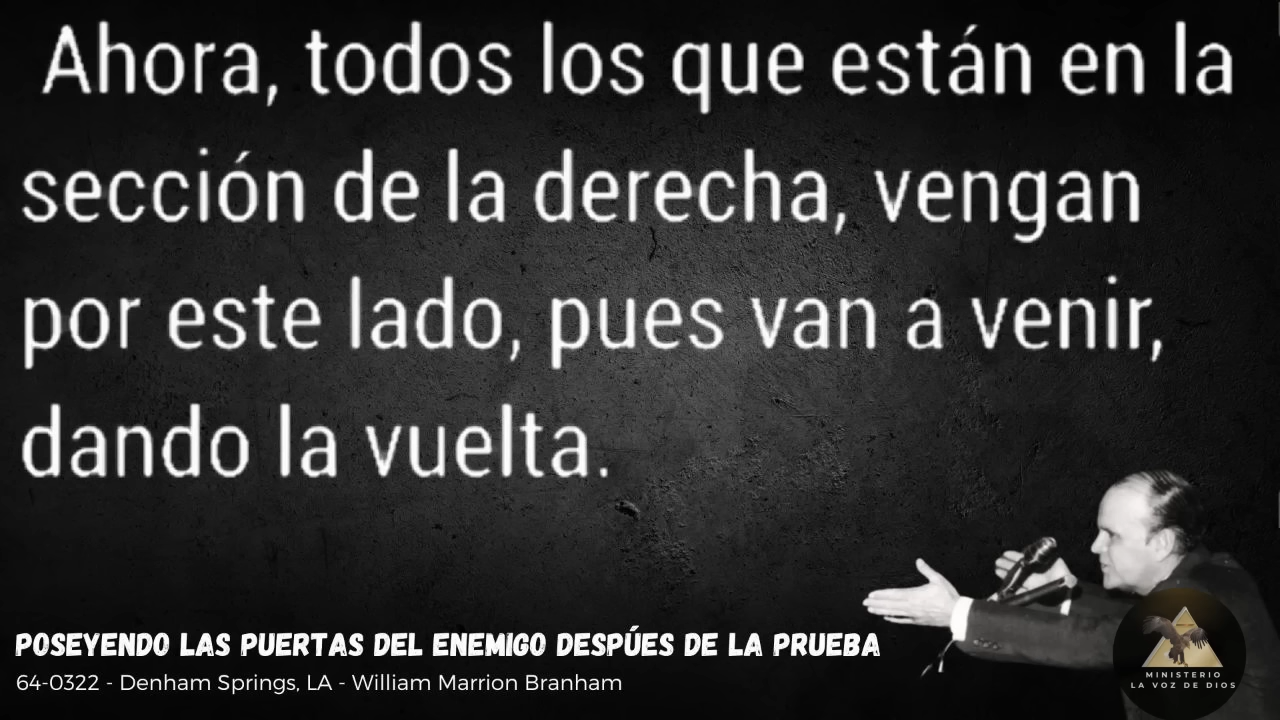 Ahora, todos los que están en la
sección de la derecha, vengan
por este lado, pues van a venir,
dando la vuelta.
POSEYENDO LAS PUERTAS DEL ENEMIGO DESPÚES DE LA PRUEBA
64-0322 - Denham Springs, LA - William Marrion Branham
MINISTERIO
LA VOZ DE DIOS